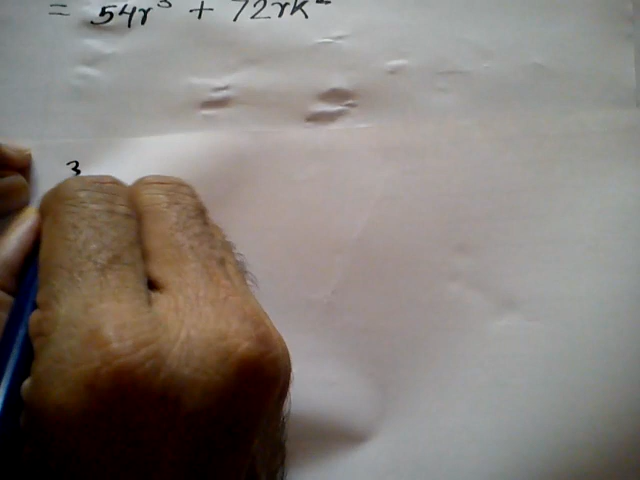 = 54r³ + 72rk²
3